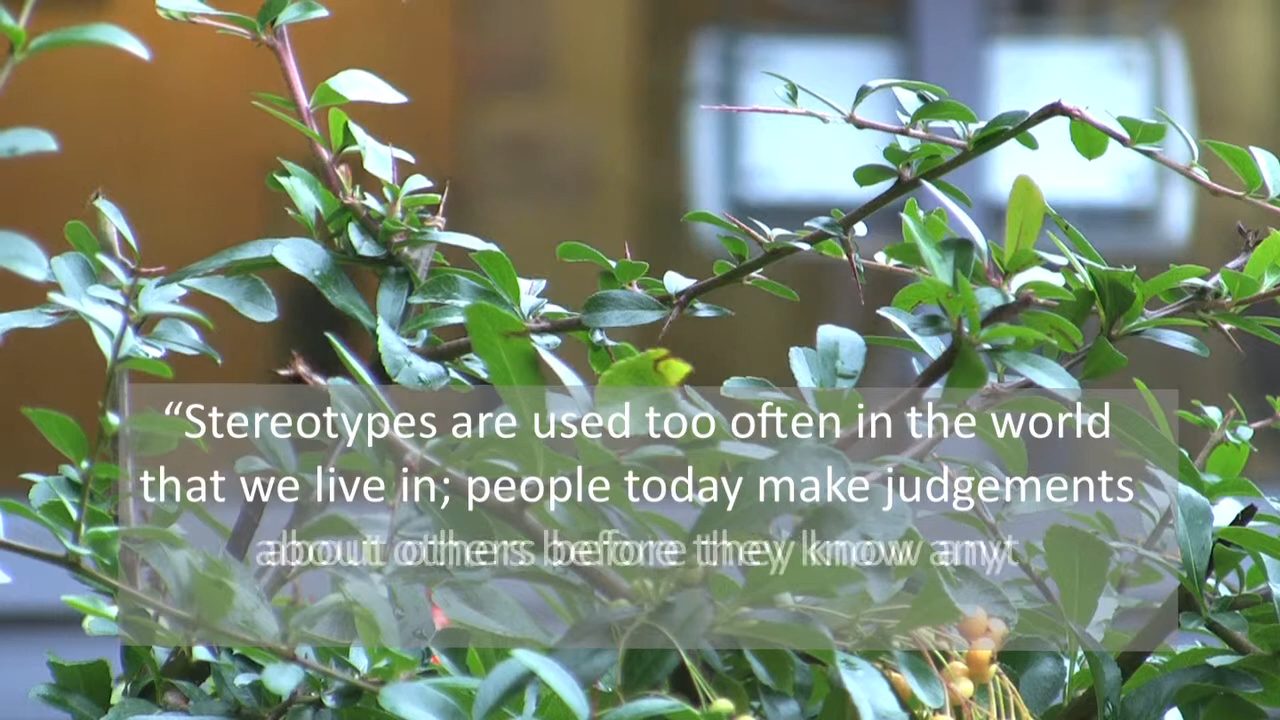 “Stereotypes are used too often in the world
that we live in; people today make judgements
about others before they know